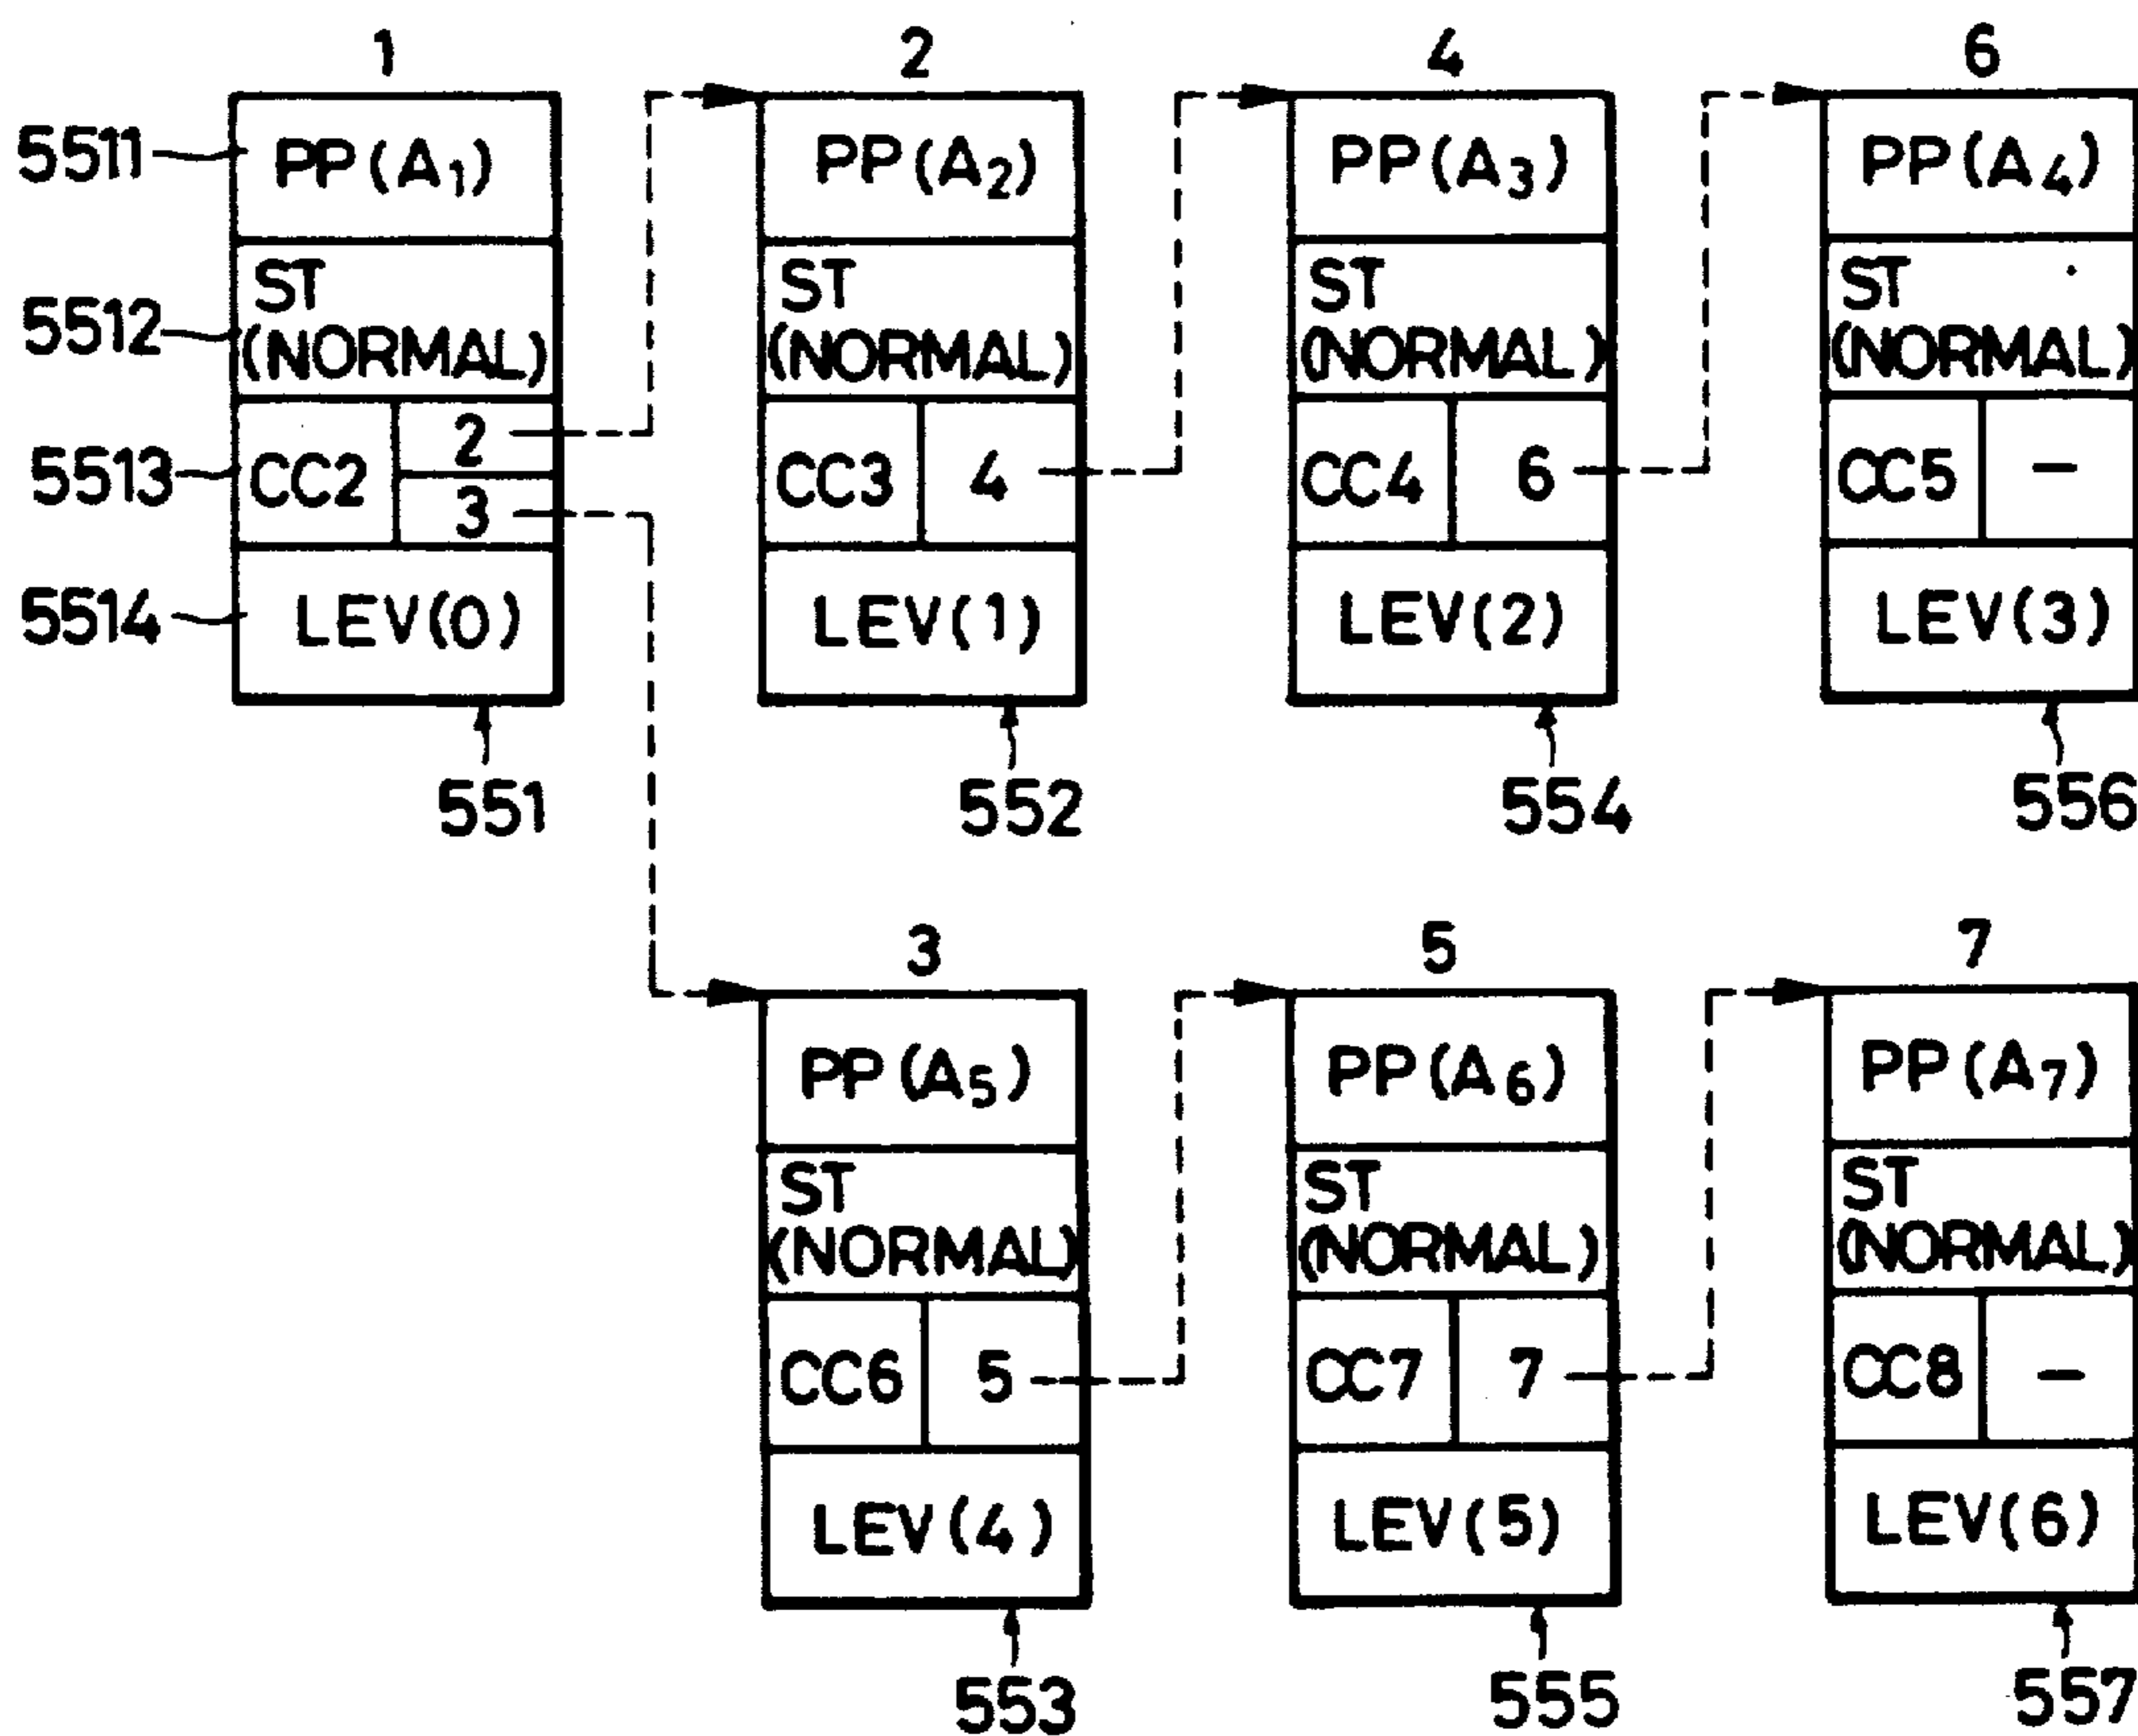 1 2 4 6
5511 PP(A₁) PP(A₂) PP(A₃) PP(A₄)
ST ST ST ST
5512 (NORMAL) (NORMAL) (NORMAL) (NORMAL)
2
5513 CC2 CC3 4 CC4 6 CC5 –
3
5514 LEV(0) LEV(1) LEV(2) LEV(3)
551 552 554 556
3 5 7
PP(A₅) PP(A₆) PP(A₇)
ST ST ST
(NORMAL) (NORMAL) (NORMAL)
CC6 5 CC7 7 CC8 –
LEV(4) LEV(5) LEV(6)
553 555 557